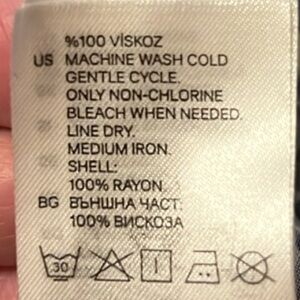 %100 VİSKOZ
US MACHINE WASH COLD
GENTLE CYCLE.
ONLY NON-CHLORINE
BLEACH WHEN NEEDED.
LINE DRY.
MEDIUM IRON.
SHELL:
100% RAYON.
BG ВЪНШНА ЧАСТ:
100% ВИСКОЗА
30